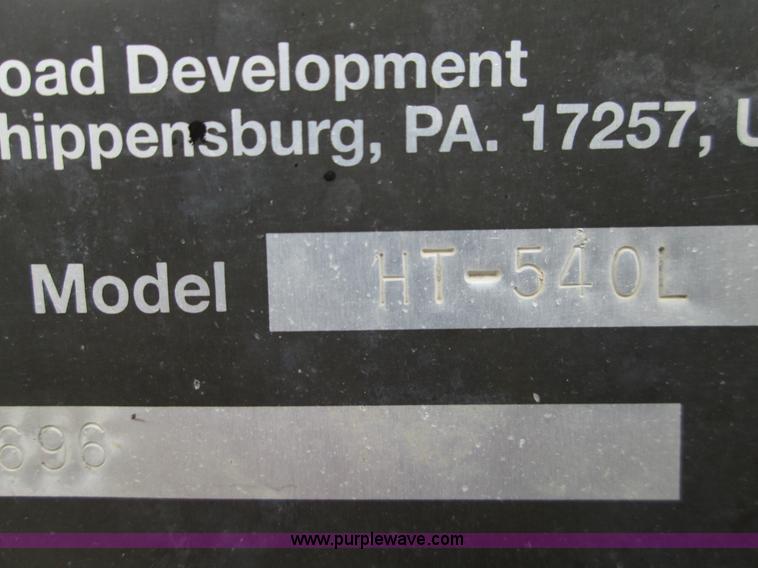 oad Development
hippensburg, PA. 17257, U
Model HT-540L
696
www.purplewave.com